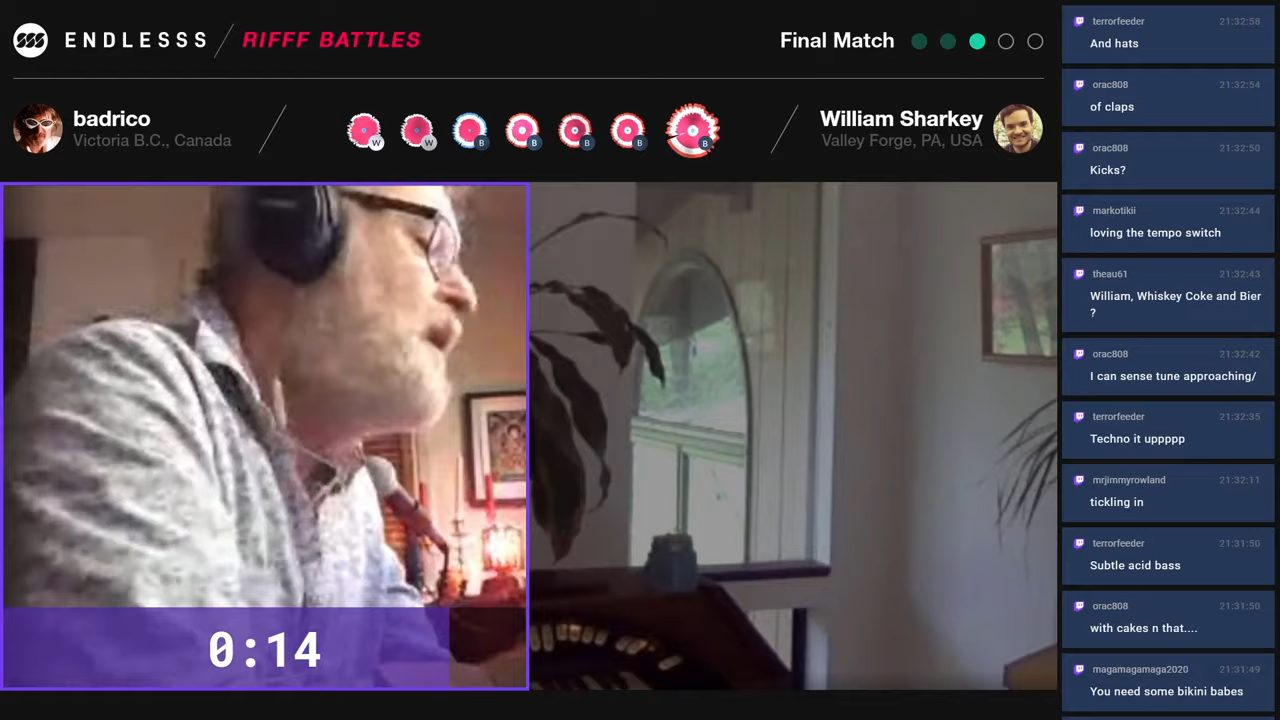 ENDLESSS / RIFFF BATTLES
Final Match
badrico
Victoria B.C., Canada
W
W
B
B
B
B
B
William Sharkey
Valley Forge, PA, USA
0:14
terrorfeeder 21:32:58
And hats
orac808 21:32:54
of claps
orac808 21:32:50
Kicks?
markotikii 21:32:44
loving the tempo switch
theau61 21:32:43
William, Whiskey Coke and Bier
?
orac808 21:32:42
I can sense tune approaching/
terrorfeeder 21:32:35
Techno it uppppp
mrjimmyrowland 21:32:11
tickling in
terrorfeeder 21:31:50
Subtle acid bass
orac808 21:31:50
with cakes n that....
magamagamaga2020 21:31:49
You need some bikini babes